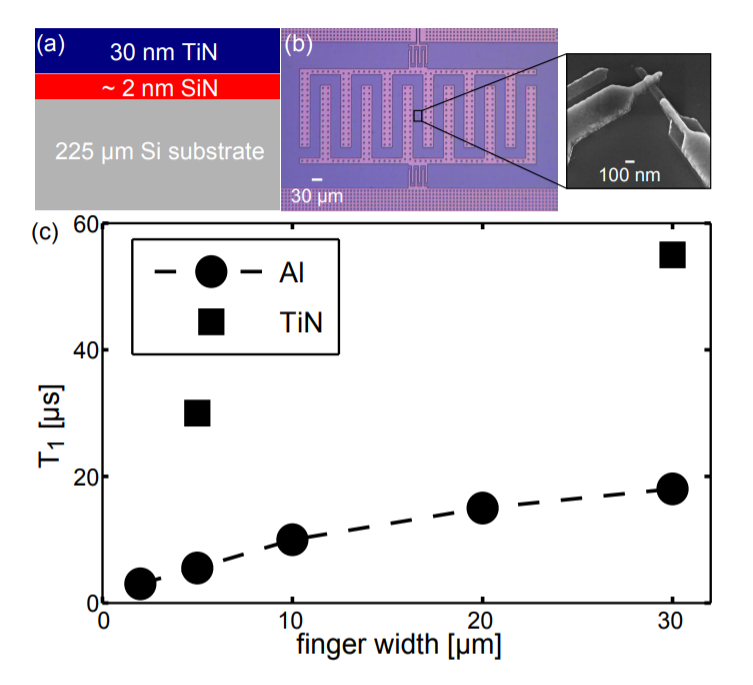 (a)
30 nm TiN
~ 2 nm SiN
225 µm Si substrate
(b)
30 µm
100 nm
(c)
60
40
20
0
Al
TiN
T1 [µs]
0
10
20
30
finger width [µm]